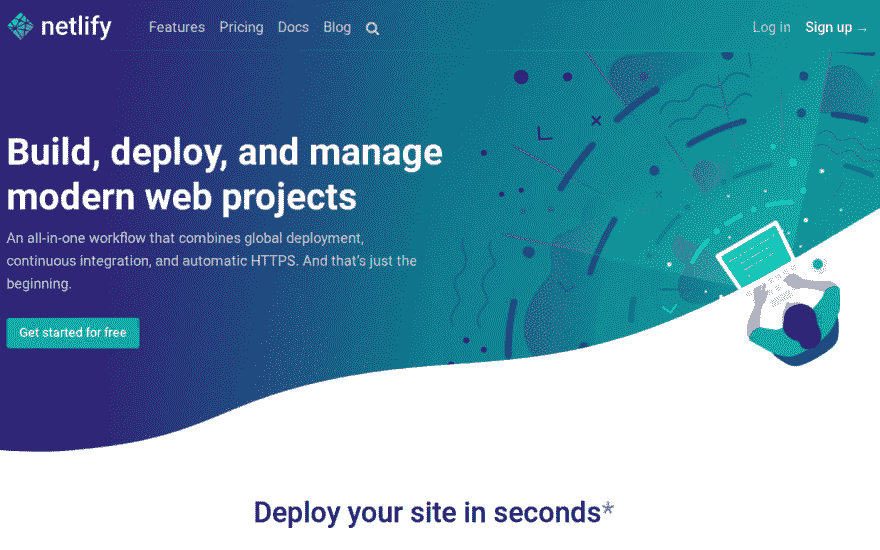 netlify Features Pricing Docs Blog Log in Sign up →
Build, deploy, and manage
modern web projects
An all-in-one workflow that combines global deployment,
continuous integration, and automatic HTTPS. And that's just the
beginning.
Get started for free
Deploy your site in seconds*